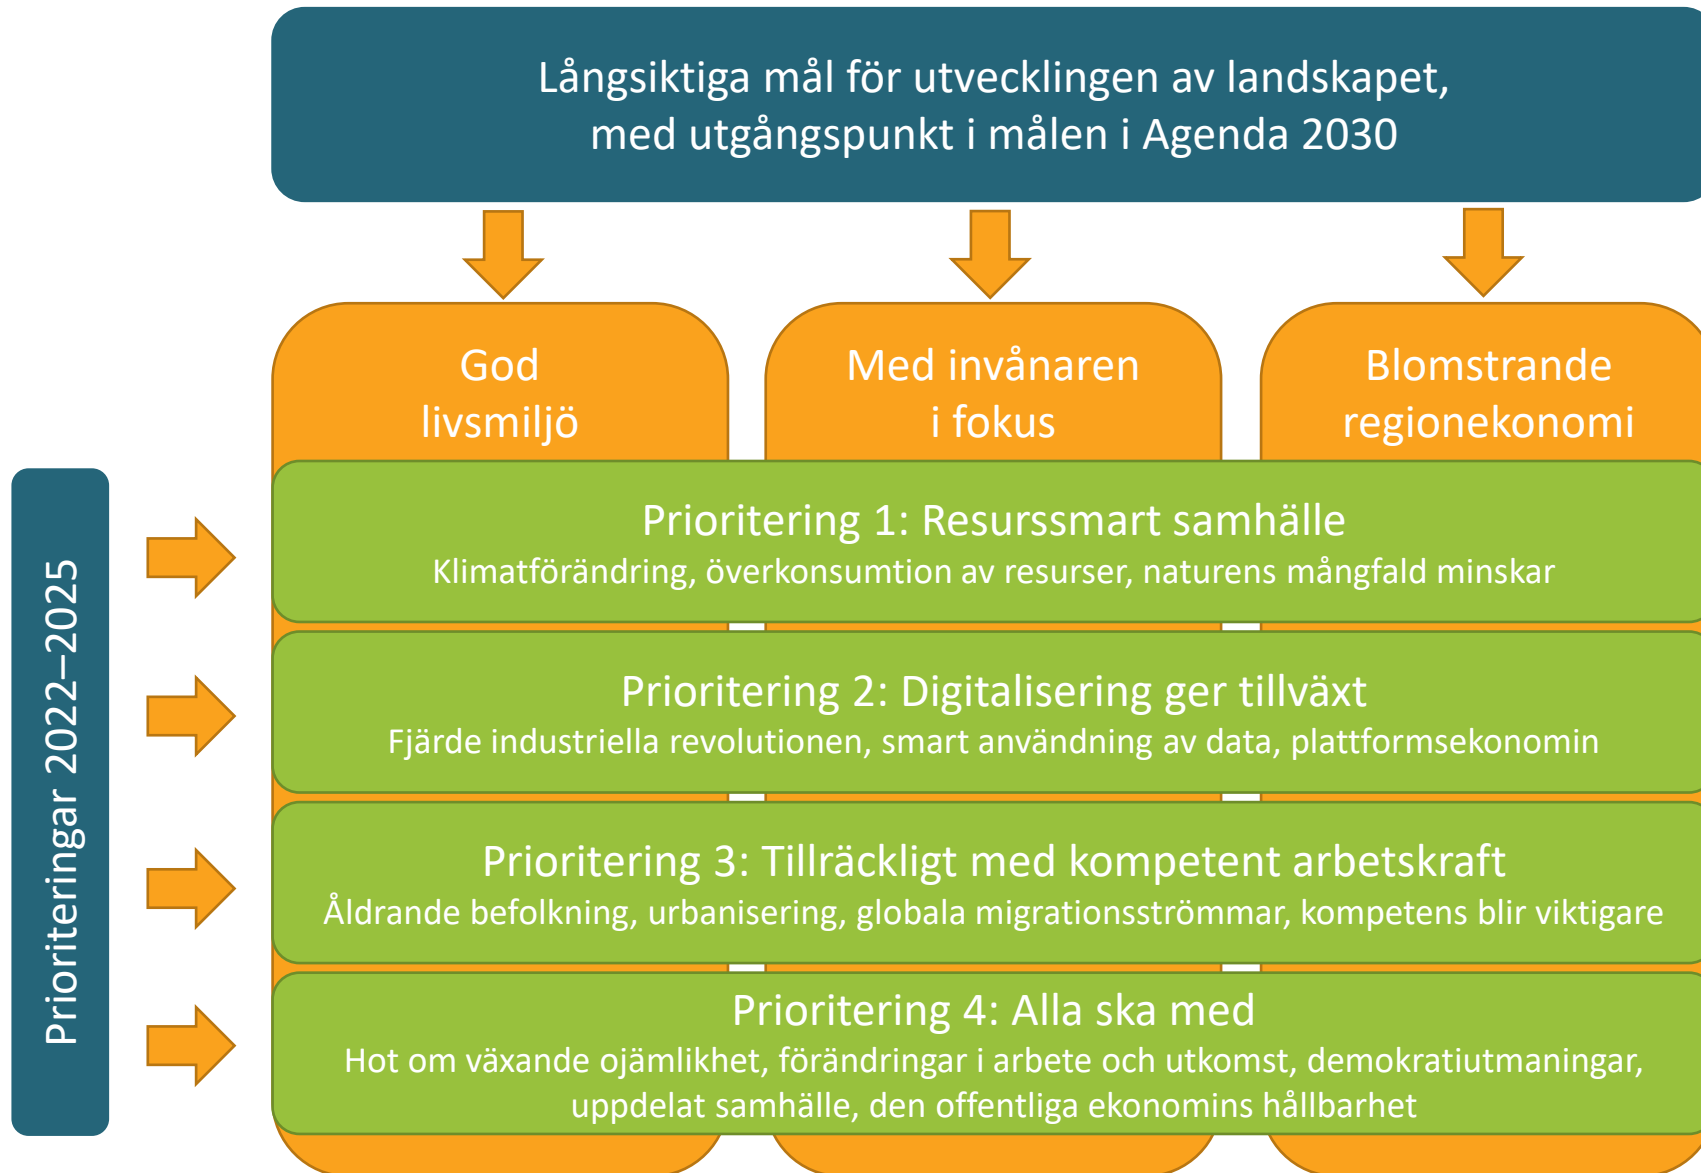 Långsiktiga mål för utvecklingen av landskapet,
med utgångspunkt i målen i Agenda 2030
God
livsmiljö
Med invånaren
i fokus
Blomstrande
regionekonomi
Prioriteringar 2022–2025
Prioritering 1: Resurssmart samhälle
Klimatförändring, överkonsumtion av resurser, naturens mångfald minskar
Prioritering 2: Digitalisering ger tillväxt
Fjärde industriella revolutionen, smart användning av data, plattformsekonomin
Prioritering 3: Tillräckligt med kompetent arbetskraft
Åldrande befolkning, urbanisering, globala migrationsströmmar, kompetens blir viktigare
Prioritering 4: Alla ska med
Hot om växande ojämlikhet, förändringar i arbete och utkomst, demokratiutmaningar,
uppdelat samhälle, den offentliga ekonomins hållbarhet